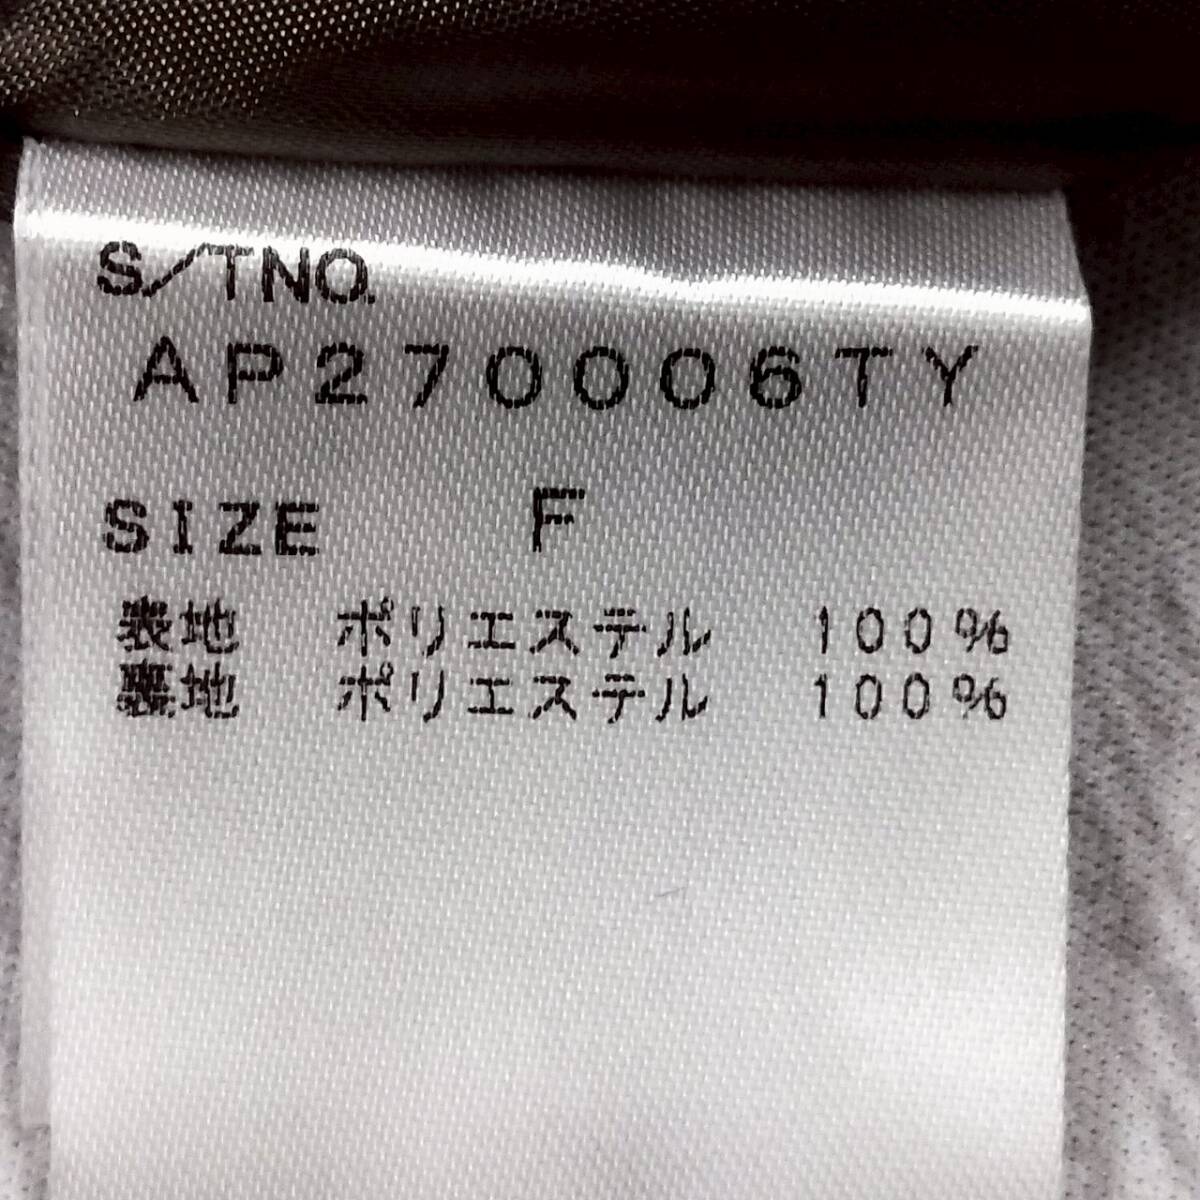 S/TNO.
AP270006TY
SIZE F
表地 ポリエステル 100%
裏地 ポリエステル 100%